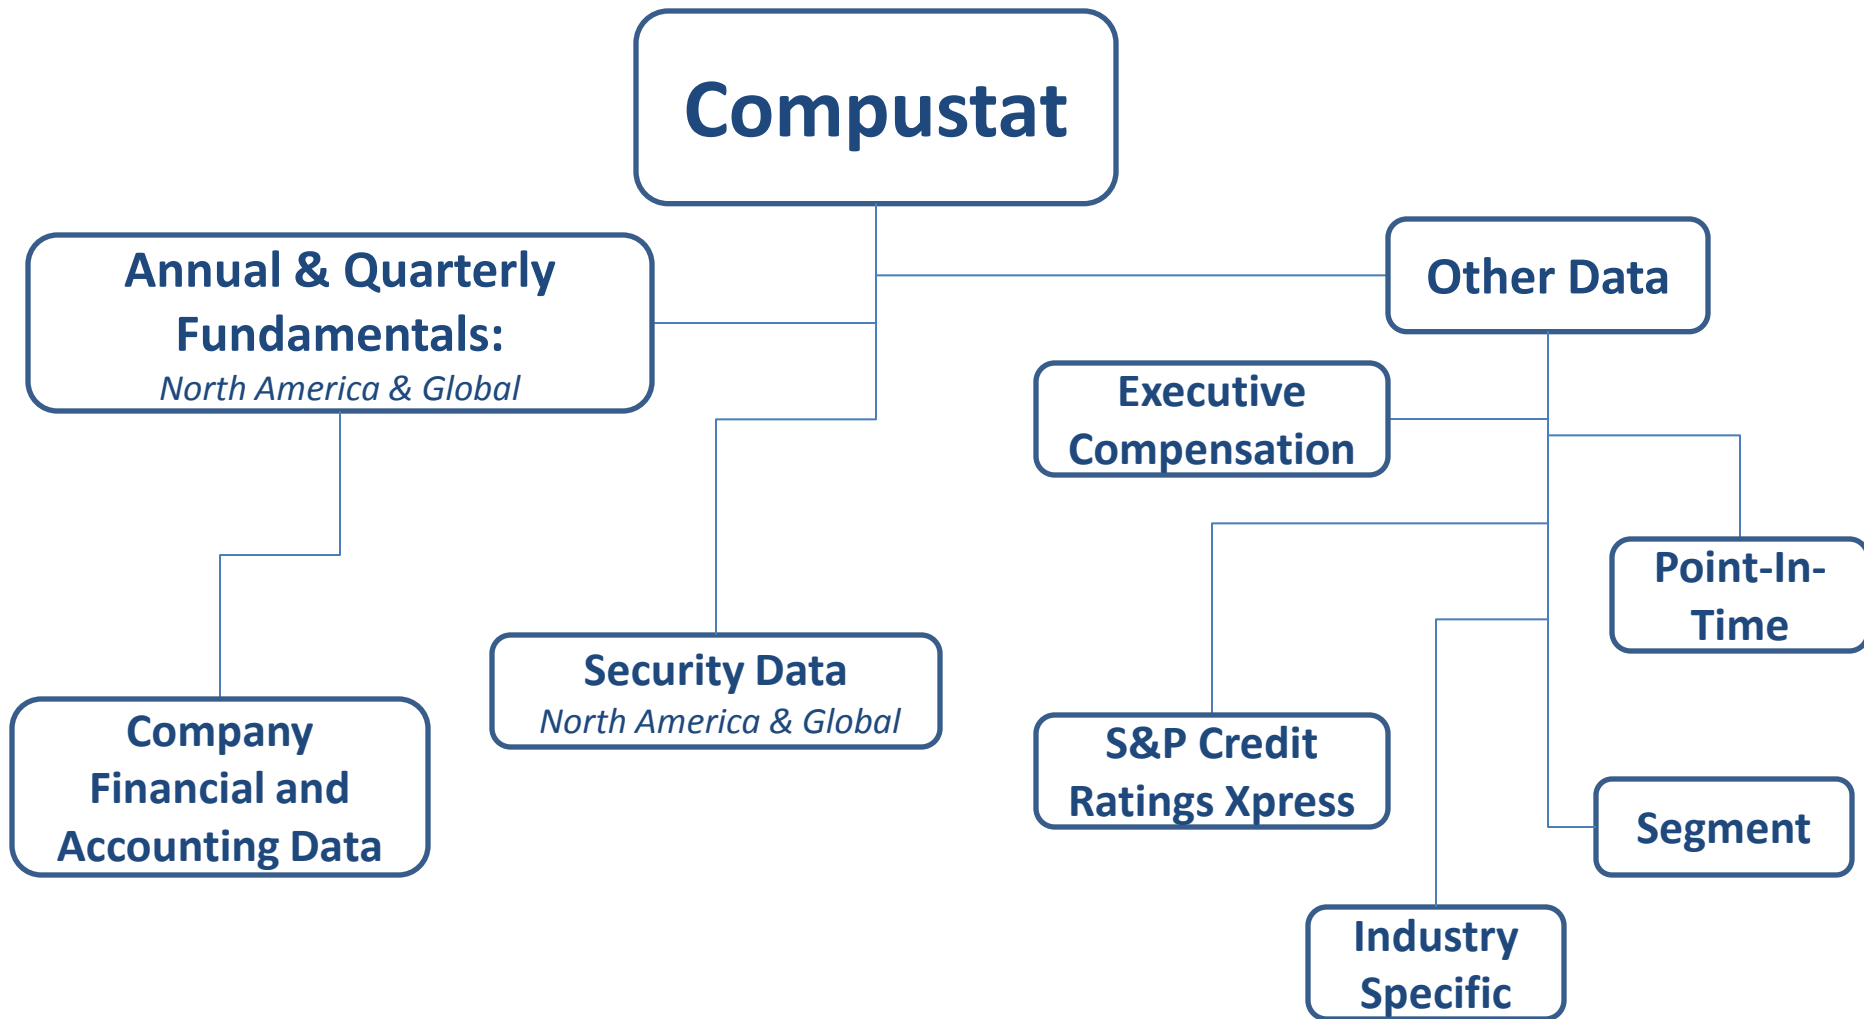 Compustat
Annual & Quarterly
Fundamentals:
North America & Global
Other Data
Executive
Compensation
Point-In-
Time
Security Data
North America & Global
Company
Financial and
Accounting Data
S&P Credit
Ratings Xpress
Segment
Industry
Specific